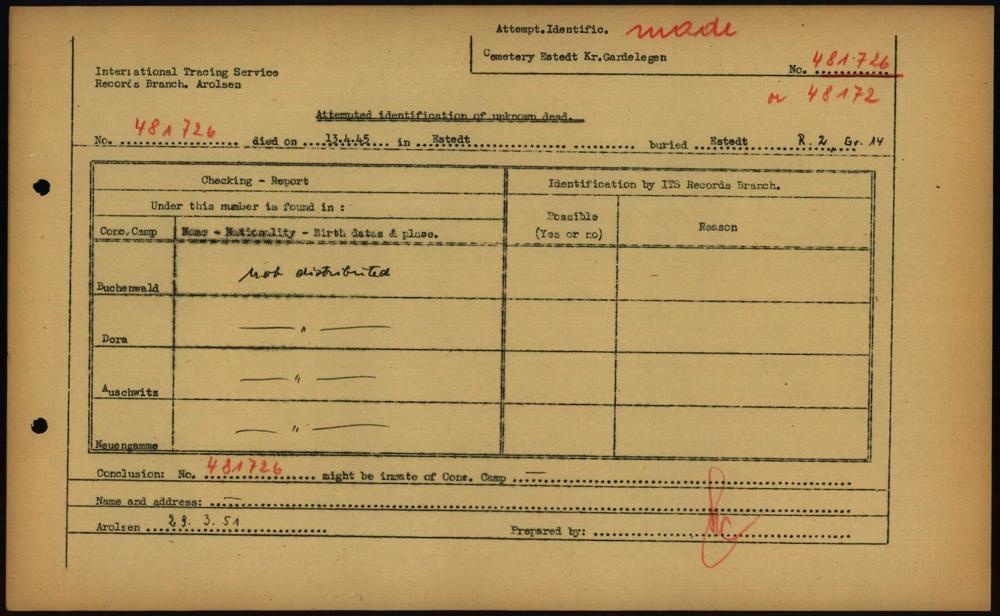 Attempt.Identific. made
Cemetery Estedt Kr.Gardelegen
No. 481726
International Tracing Service
Records Branch. Arolsen
or 48172
Attempted identification of unknown dead.
No. 481726 died on 13.4.45 in Estedt buried Estedt R. 2, Gr. 14
Checking - Report
Identification by ITS Records Branch.
Under this number is found in :
Possible
(Yes or no)
Reason
Conc.Camp
Name - Nationality - Birth dates & place.
not distributed
Buchenwald
— " —
Dora
— " —
Auschwitz
— " —
Neuengamme
Conclusion: No. 481726 might be inmate of Conc. Camp —
Name and address: —
Arolsen 29. 3. 51
Prepared by: